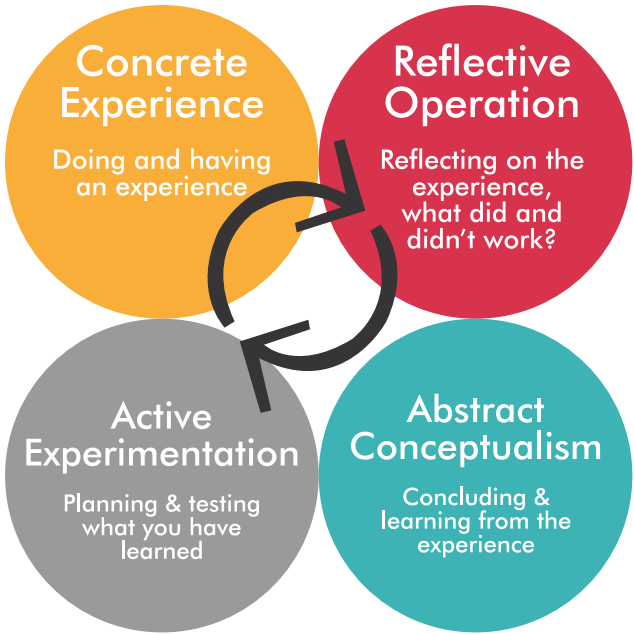 Concrete
Experience
Doing and having
an experience
Reflective
Operation
Reflecting on the
experience,
what did and
didn’t work?
Active
Experimentation
Planning & testing
what you have
learned
Abstract
Conceptualism
Concluding &
learning from the
experience